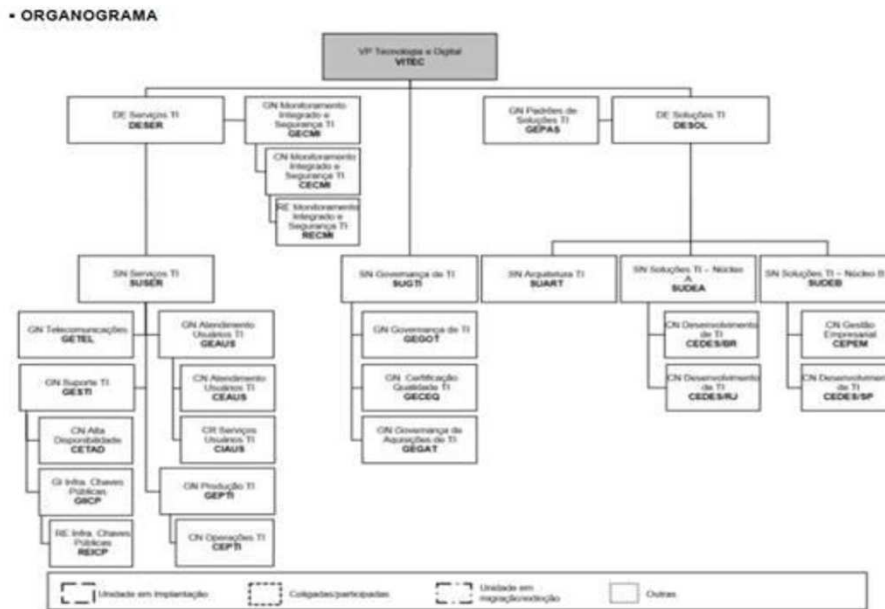 ▪ ORGANOGRAMA
VP Tecnologia e Digital
VITEC
DE Serviços TI
DESER
GN Monitoramento
Integrado e
Segurança TI
GECMI
CN Monitoramento
Integrado e
Segurança TI
CECMI
RE Monitoramento
Integrado e
Segurança TI
RECMI
GN Padrões de
Soluções TI
GEPAS
DE Soluções TI
DESOL
SN Serviços TI
SUSER
SN Governança de TI
SUGTI
SN Arquitetura TI
SUART
SN Soluções TI – Núcleo
A
SUDEA
SN Soluções TI – Núcleo B
SUDEB
GN Telecomunicações
GETEL
GN Atendimento
Usuários TI
GEAUS
GN Suporte TI
GESTI
CN Atendimento
Usuários TI
CEAUS
CN Alta
Disponibilidade
CETAD
CR Serviços
Usuários TI
CIAUS
GI Infra. Chaves
Públicas
GIICP
GN Produção TI
GEPTI
RE Infra. Chaves
Públicas
REICP
CN Operações TI
CEPTI
GN Governança de TI
GEGOT
GN Certificação
Qualidade TI
GECEQ
GN Governança de
Aquisições de TI
GEGAT
CN Desenvolvimento
de TI
CEDES/BR
CN Desenvolvimento
de TI
CEDES/RJ
CN Gestão
Empresarial
CEPEM
CN Desenvolvimento
de TI
CEDES/SP
Unidade em implantação
Coligadas/participadas
Unidade em
migração/extinção
Outras